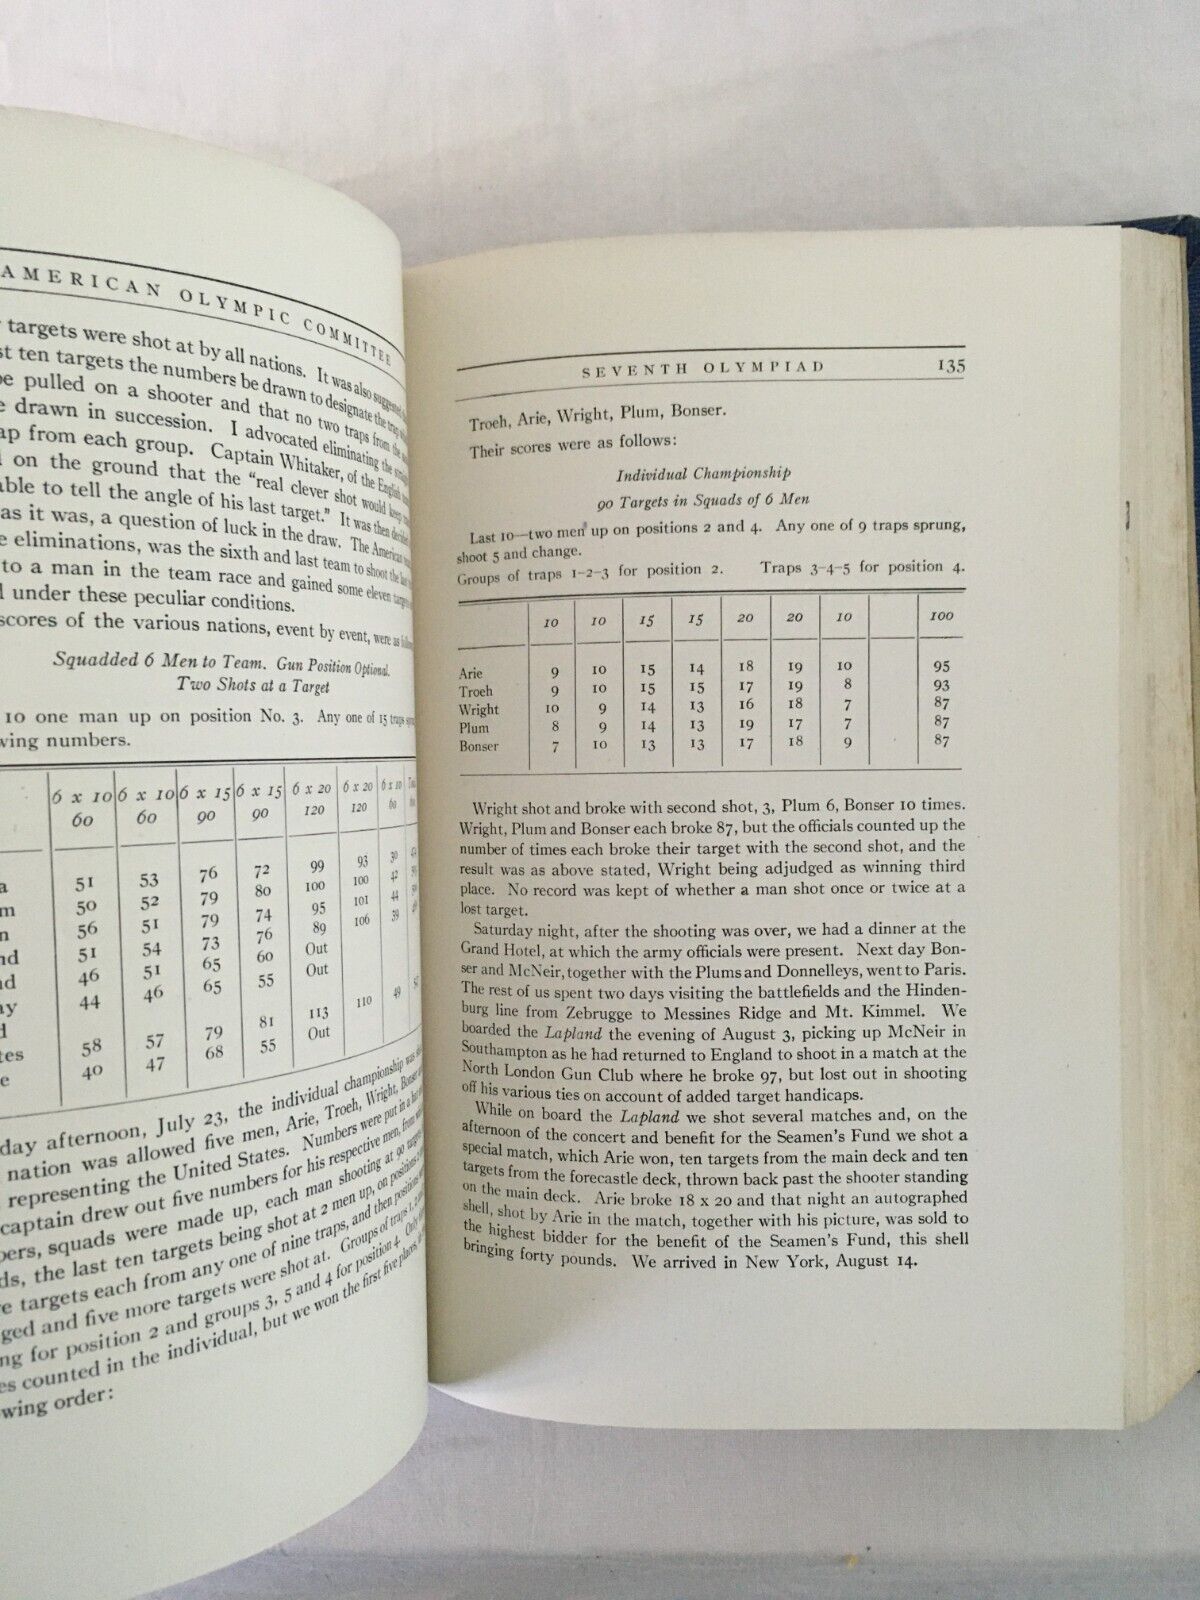 AMERICAN OLYMPIC COMMITTEE
targets were shot at by all nations. It was also suggested
ten targets the numbers be drawn to designate the trap
be pulled on a shooter and that no two traps from the
drawn in succession. I advocated eliminating the
from each group. Captain Whitaker, of the English
on the ground that the "real clever shot would keep
able to tell the angle of his last target." It was then decided
as it was, a question of luck in the draw. The American
eliminations, was the sixth and last team to shoot the last
to a man in the team race and gained some eleven targets
under these peculiar conditions.
scores of the various nations, event by event, were as
Squadded 6 Men to Team. Gun Position Optional.
Two Shots at a Target
10 one man up on position No. 3. Any one of 15 traps
numbers.
6 x 10 6 x 10 6 x 15 6 x 15 6 x 20 6 x 20 6 x 10
60 60 90 90 120 120 60
51 53 76 72 99 93 30
50 52 79 80 100 100 42
56 51 79 74 95 101 44
51 54 73 76 89 106 39
46 51 65 60 Out
44 46 65 55 Out
58 57 79 81 113 110 49
40 47 68 55 Out
afternoon, July 23, the individual championship was
nation was allowed five men, Arie, Troeh, Wright, Bonser
representing the United States. Numbers were put in a hat
captain drew out five numbers for his respective men, from
squads were made up, each man shooting at 90 targets
the last ten targets being shot at 2 men up, on positions
targets each from any one of nine traps, and then positions
and five more targets were shot at. Groups of traps 1, 2
for position 2 and groups 3, 5 and 4 for position 4. Only
counted in the individual, but we won the first five places,
order:
SEVENTH OLYMPIAD 135
Troeh, Arie, Wright, Plum, Bonser.
Their scores were as follows:
Individual Championship
90 Targets in Squads of 6 Men
Last 10—two men up on positions 2 and 4. Any one of 9 traps sprung,
shoot 5 and change.
Groups of traps 1-2-3 for position 2. Traps 3-4-5 for position 4.
10 10 15 15 20 20 10 100
Arie 9 10 15 14 18 19 10 95
Troeh 9 10 15 15 17 19 8 93
Wright 10 9 14 13 16 18 7 87
Plum 8 9 14 13 19 17 7 87
Bonser 7 10 13 13 17 18 9 87
Wright shot and broke with second shot, 3, Plum 6, Bonser 10 times.
Wright, Plum and Bonser each broke 87, but the officials counted up the
number of times each broke their target with the second shot, and the
result was as above stated, Wright being adjudged as winning third
place. No record was kept of whether a man shot once or twice at a
lost target.
Saturday night, after the shooting was over, we had a dinner at the
Grand Hotel, at which the army officials were present. Next day Bon-
ser and McNeir, together with the Plums and Donnelleys, went to Paris.
The rest of us spent two days visiting the battlefields and the Hinden-
burg line from Zebrugge to Messines Ridge and Mt. Kimmel. We
boarded the Lapland the evening of August 3, picking up McNeir in
Southampton as he had returned to England to shoot in a match at the
North London Gun Club where he broke 97, but lost out in shooting
off his various ties on account of added target handicaps.
While on board the Lapland we shot several matches and, on the
afternoon of the concert and benefit for the Seamen's Fund we shot a
special match, which Arie won, ten targets from the main deck and ten
targets from the forecastle deck, thrown back past the shooter standing
on the main deck. Arie broke 18 x 20 and that night an autographed
shell, shot by Arie in the match, together with his picture, was sold to
the highest bidder for the benefit of the Seamen's Fund, this shell
bringing forty pounds. We arrived in New York, August 14.